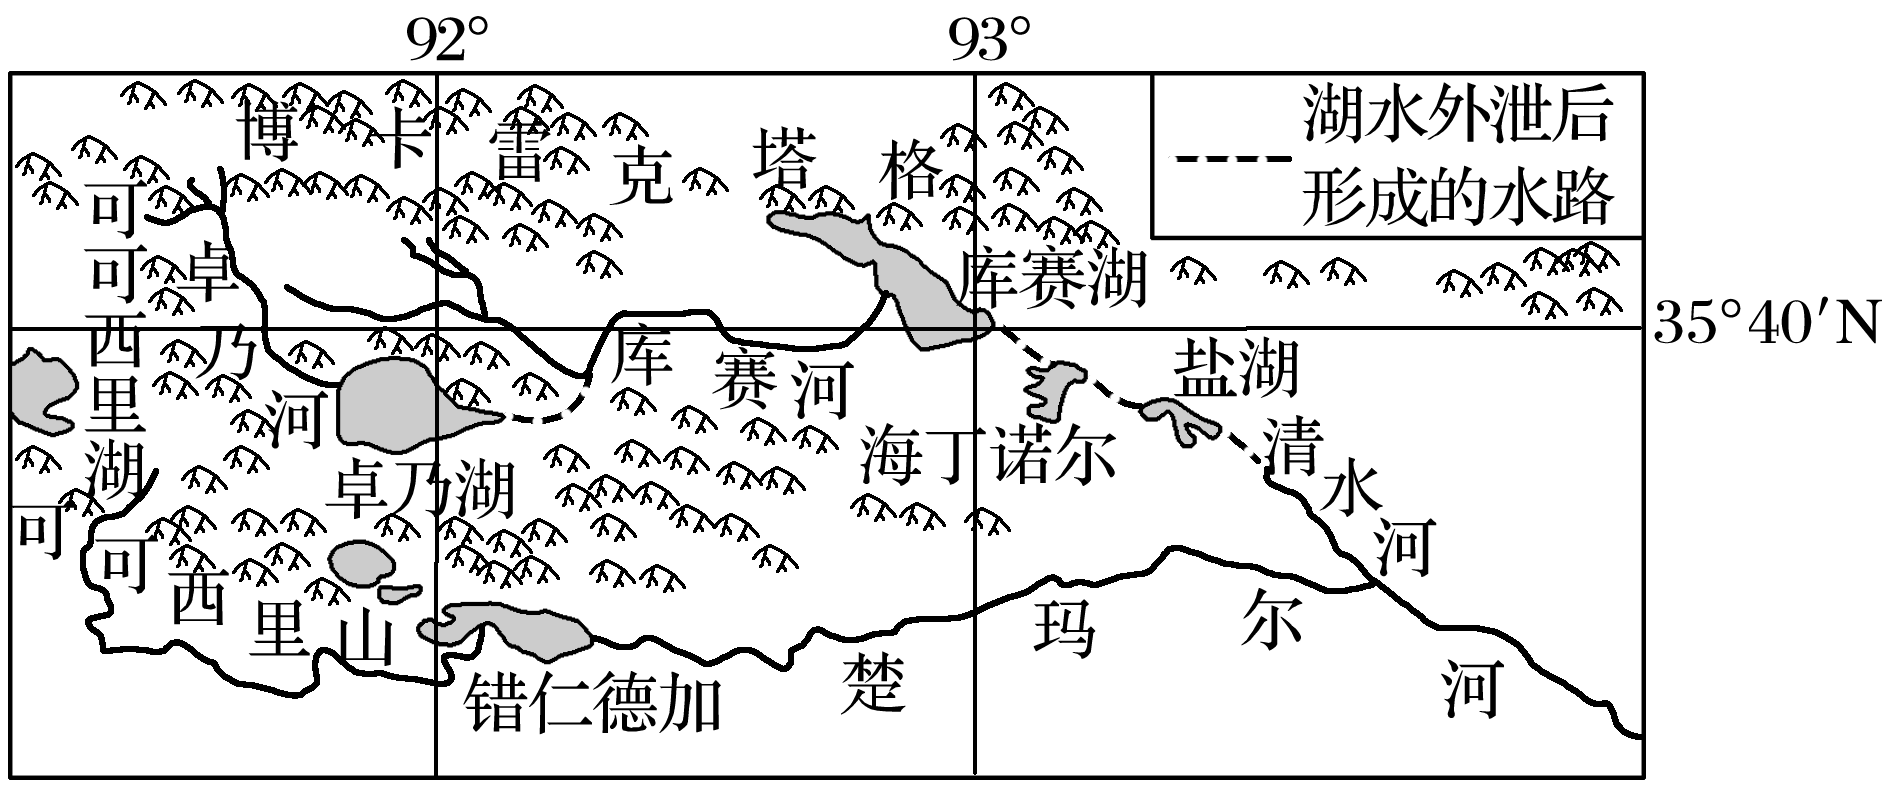 92°
93°
湖水外泄后
形成的水路
博卡雷克塔格
可可西里湖
卓乃河
库赛湖
35°40′N
库赛河
盐湖
海丁诺尔
清水河
卓乃湖
可可西里山
错仁德加
楚玛尔河